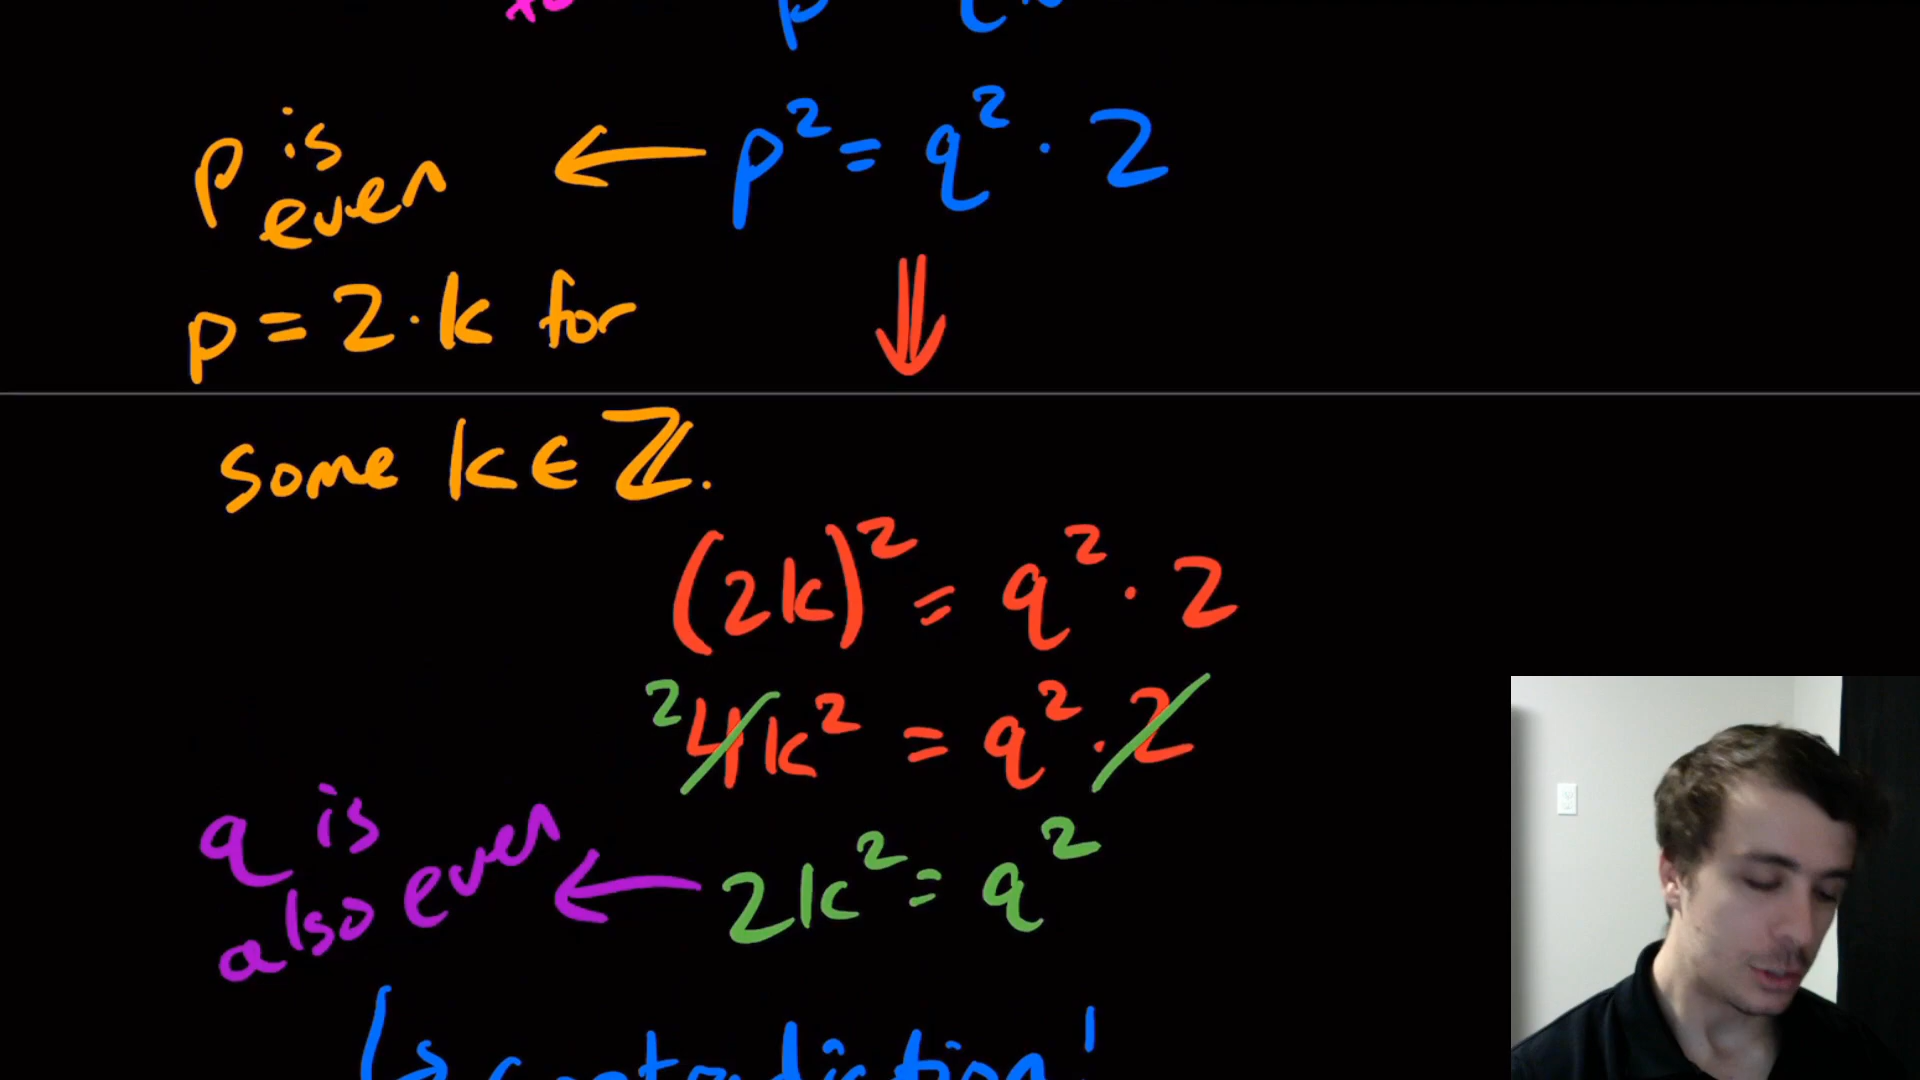 p is even ← p² = q² · 2
p = 2 · k for
⇓
some k ∈ ℤ.
(2k)² = q² · 2
²4k² = q² · 2
q is also even ← 2k² = q²
↳ contradiction!